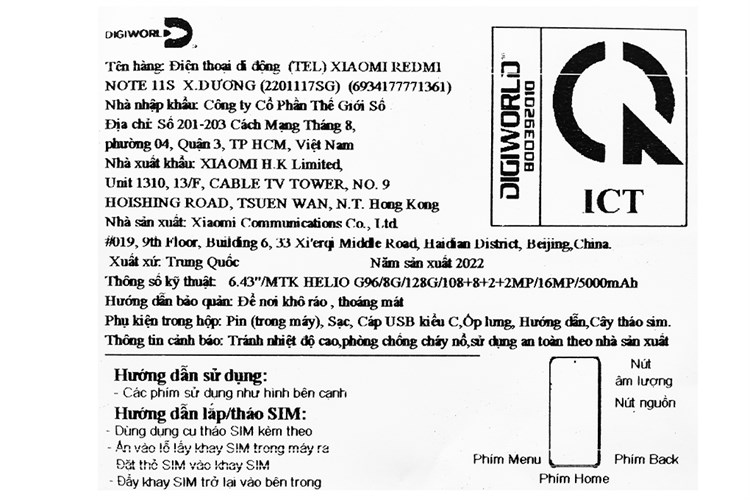 DIGIWORLD
Tên hàng: Điện thoại di động (TEL) XIAOMI REDMI
NOTE 11S X.DƯƠNG (2201117SG) (6934177771361)
Nhà nhập khẩu: Công ty Cổ Phần Thế Giới Số
Địa chỉ: Số 201-203 Cách Mạng Tháng 8,
phường 04, Quận 3, TP HCM, Việt Nam
Nhà xuất khẩu: XIAOMI H.K Limited,
Unit 1310, 13/F, CABLE TV TOWER, NO. 9
HOISHING ROAD, TSUEN WAN, N.T. Hong Kong
Nhà sản xuất: Xiaomi Communications Co., Ltd
#019, 9th Floor, Building 6, 33 Xi'erqi Middle Road, Haidian District, Beijing,China.
Xuất xứ: Trung Quốc Năm sản xuất 2022
Thông số kỹ thuật: 6.43"/MTK HELIO G96/8G/128G/108+8+2+2MP/16MP/5000mAh
Hướng dẫn bảo quản: Để nơi khô ráo , thoáng mát
Phụ kiện trong hộp: Pin (trong máy), Sạc, Cáp USB kiểu C,Ốp lưng, Hướng dẫn,Cây tháo sim.
Thông tin cảnh báo: Tránh nhiệt độ cao,phòng chống cháy nổ,sử dụng an toàn theo nhà sản xuất
DIGIWORLD
0102630008
ICT
Hướng dẫn sử dụng:
- Các phím sử dụng như hình bên cạnh
Hướng dẫn lắp/tháo SIM:
- Dùng dụng cụ tháo SIM kèm theo
- Ấn vào lỗ lấy khay SIM trong máy ra
Đặt thẻ SIM vào khay SIM
- Đẩy khay SIM trở lại vào bên trong
Nút
âm lượng
Nút nguồn
Phím Menu
Phím Back
Phím Home